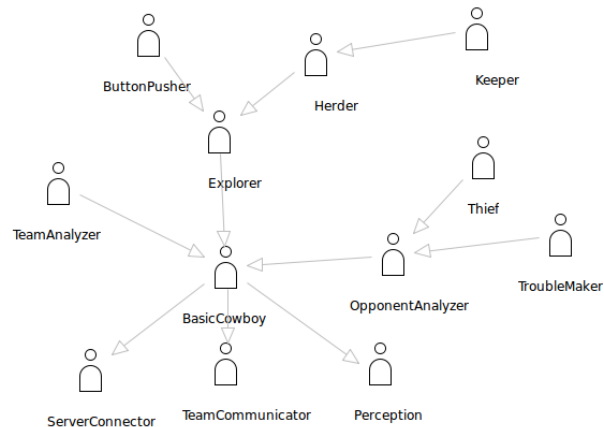 ButtonPusher
Herder
Keeper
Explorer
Thief
TeamAnalyzer
TroubleMaker
OpponentAnalyzer
BasicCowboy
ServerConnector
TeamCommunicator
Perception